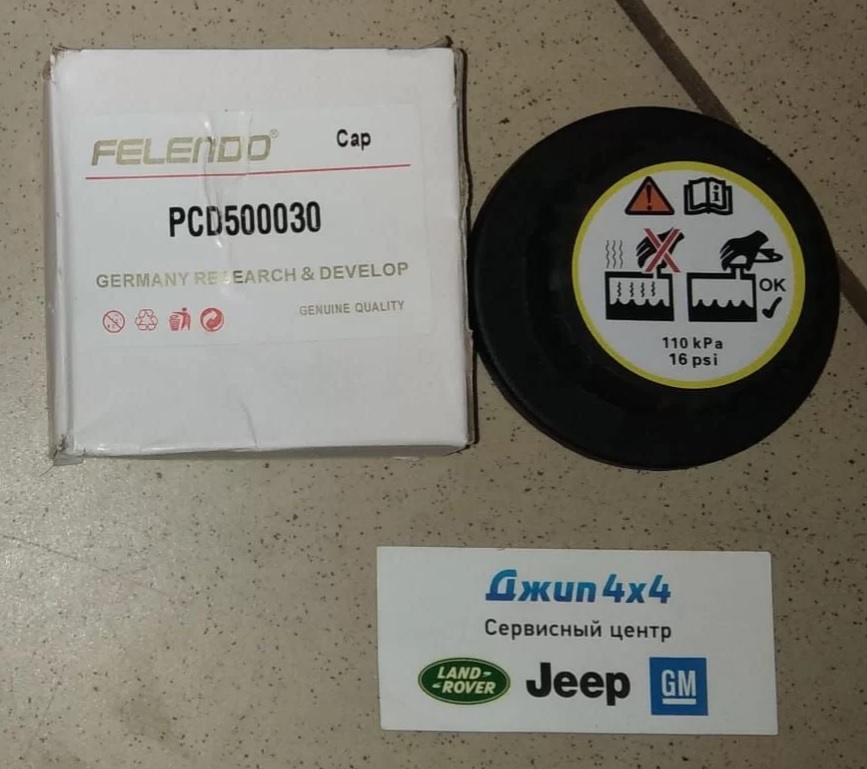 FELENDO®
Cap
PCD500030
GERMANY RESEARCH & DEVELOP
GENUINE QUALITY
OK
110 kPa
16 psi
Джип 4x4
Сервисный центр
LAND-
-ROVER
Jeep
GM